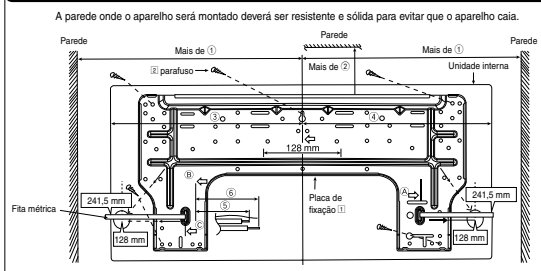 A parede onde o aparelho será montado deverá ser resistente e sólida para evitar que o aparelho caia.
Parede
Parede
Parede
Mais de ①
Mais de ①
Mais de ②
② parafuso
Unidade interna
③
④
128 mm
Ⓑ
Ⓐ
⑥
⑤
Ⓒ
241,5 mm
241,5 mm
Fita métrica
Placa de
fixação ①
128 mm
128 mm